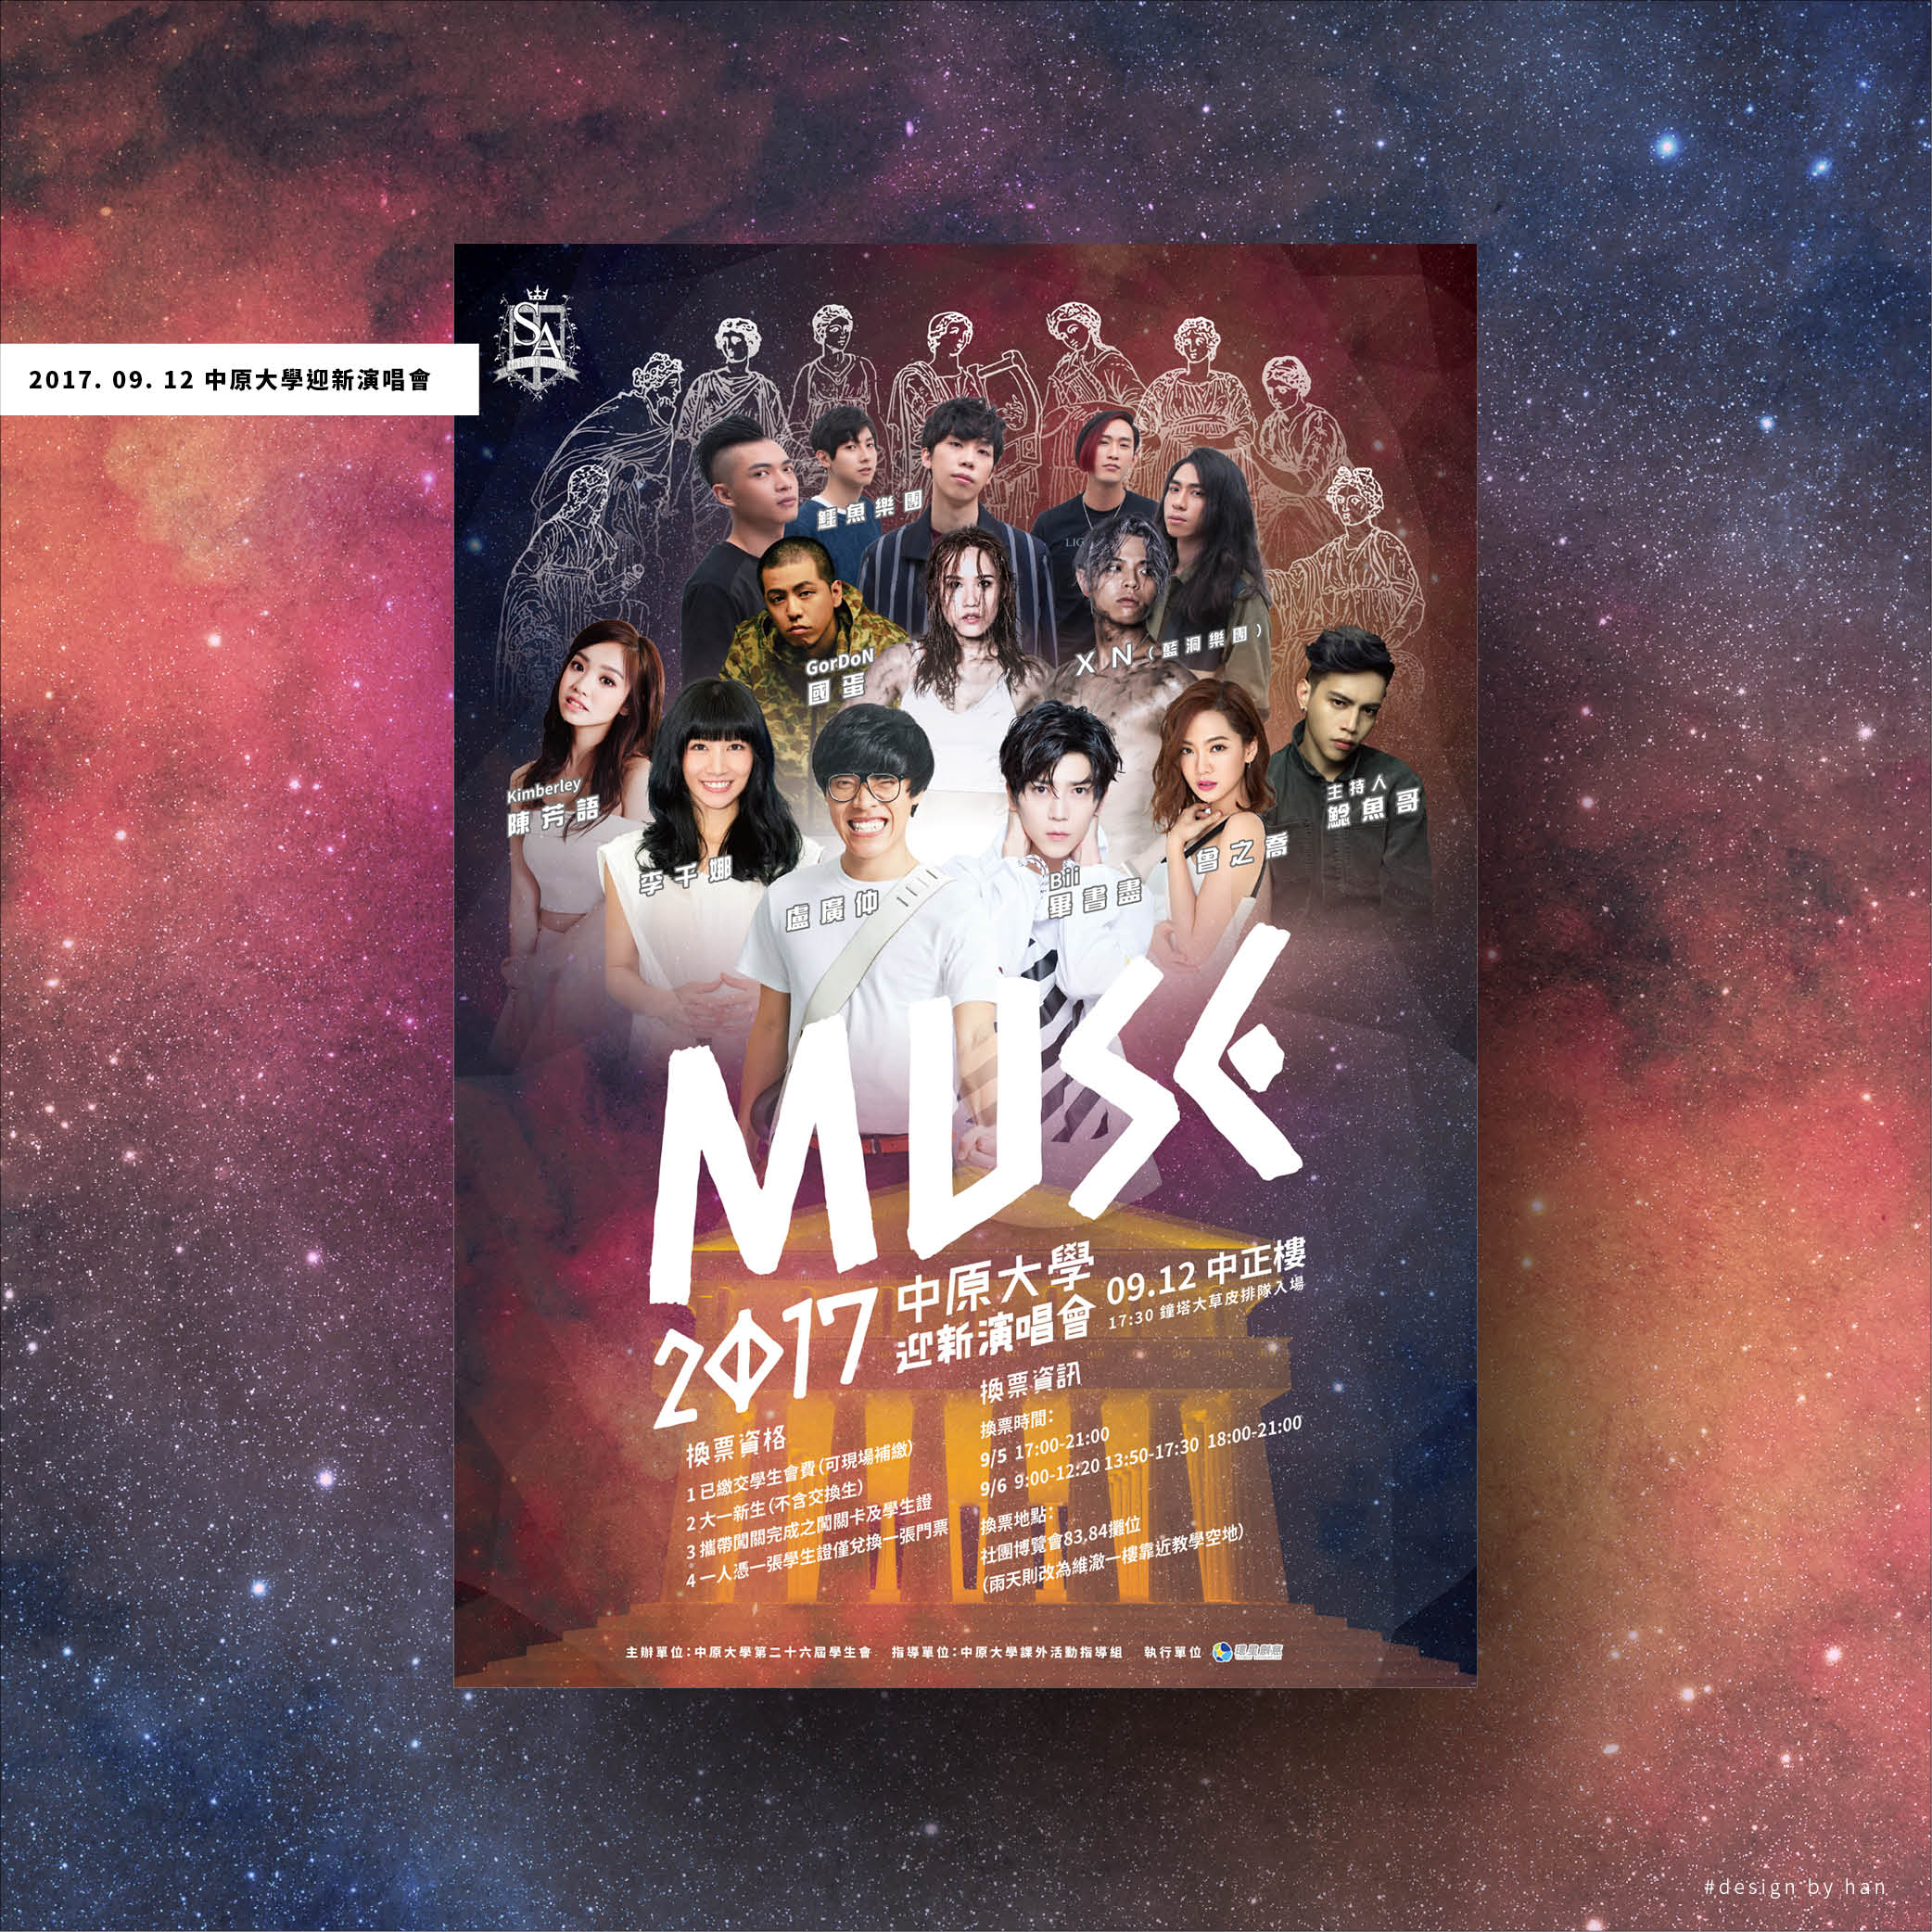 2017. 09. 12 中原大學迎新演唱會
SA
鱷魚樂團
LIG
GorDoN
國蛋
XN（藍洞樂團）
Kimberley
陳芳語
李千娜
盧廣仲
Bii
畢書盡
曾之喬
主持人
鯰魚哥
MUSE
2017 中原大學
迎新演唱會
09.12 中正樓
17:30 鐘塔大草皮排隊入場
換票資格
1 已繳交學生會費（可現場補繳）
2 大一新生（不含交換生）
3 攜帶闖關完成之闖關卡及學生證
4 一人憑一張學生證僅兌換一張門票
換票資訊
換票時間：
9/5 17:00-21:00
9/6 9:00-12:20 13:50-17:30 18:00-21:00
換票地點：
社團博覽會83,84攤位
（雨天則改為維澈一樓靠近教學空地）
主辦單位：中原大學第二十六屆學生會 指導單位：中原大學課外活動指導組 執行單位
#design by han